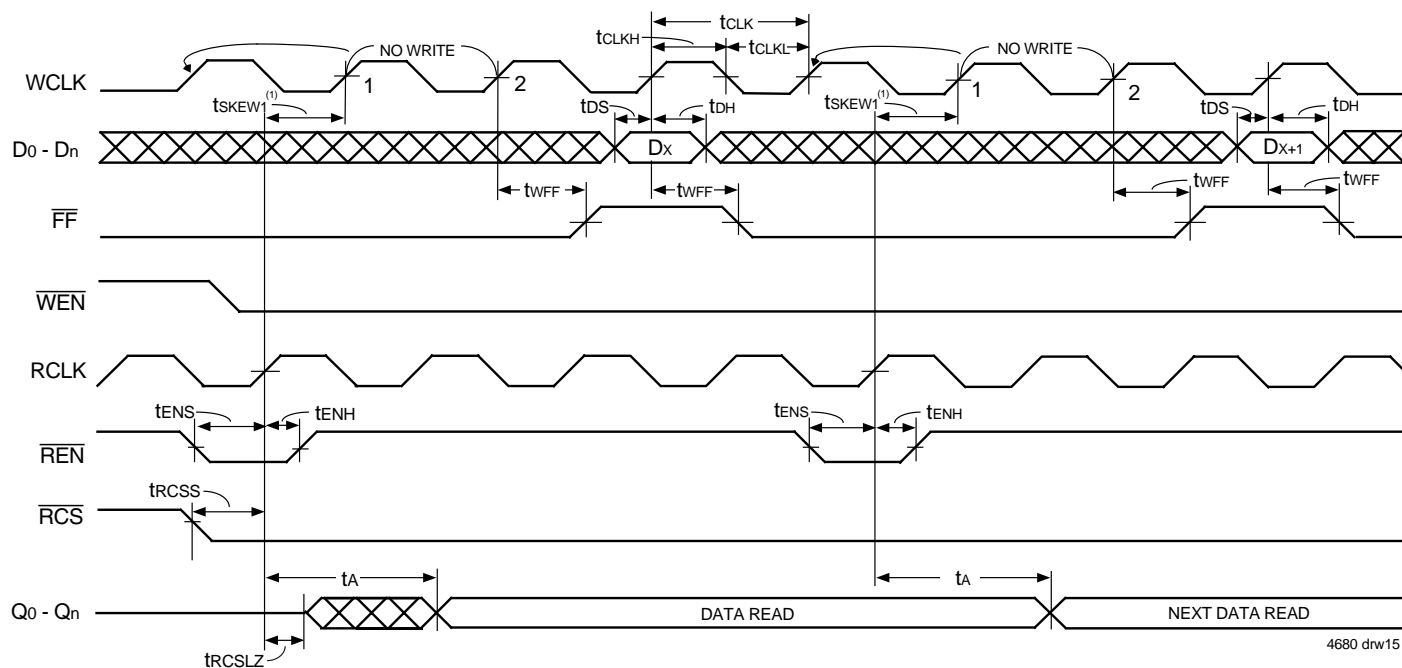 tCLK
tCLKH
tCLKL
NO WRITE
NO WRITE
WCLK
1
2
1
2
tSKEW1(1)
tSKEW1(1)
tDS
tDH
tDS
tDH
D0 - Dn
DX
DX+1
tWFF
tWFF
tWFF
tWFF
FF
WEN
RCLK
tENS
tENH
tENS
tENH
REN
tRCSS
RCS
tA
tA
Q0 - Qn
DATA READ
NEXT DATA READ
tRCSLZ
4680 drw15